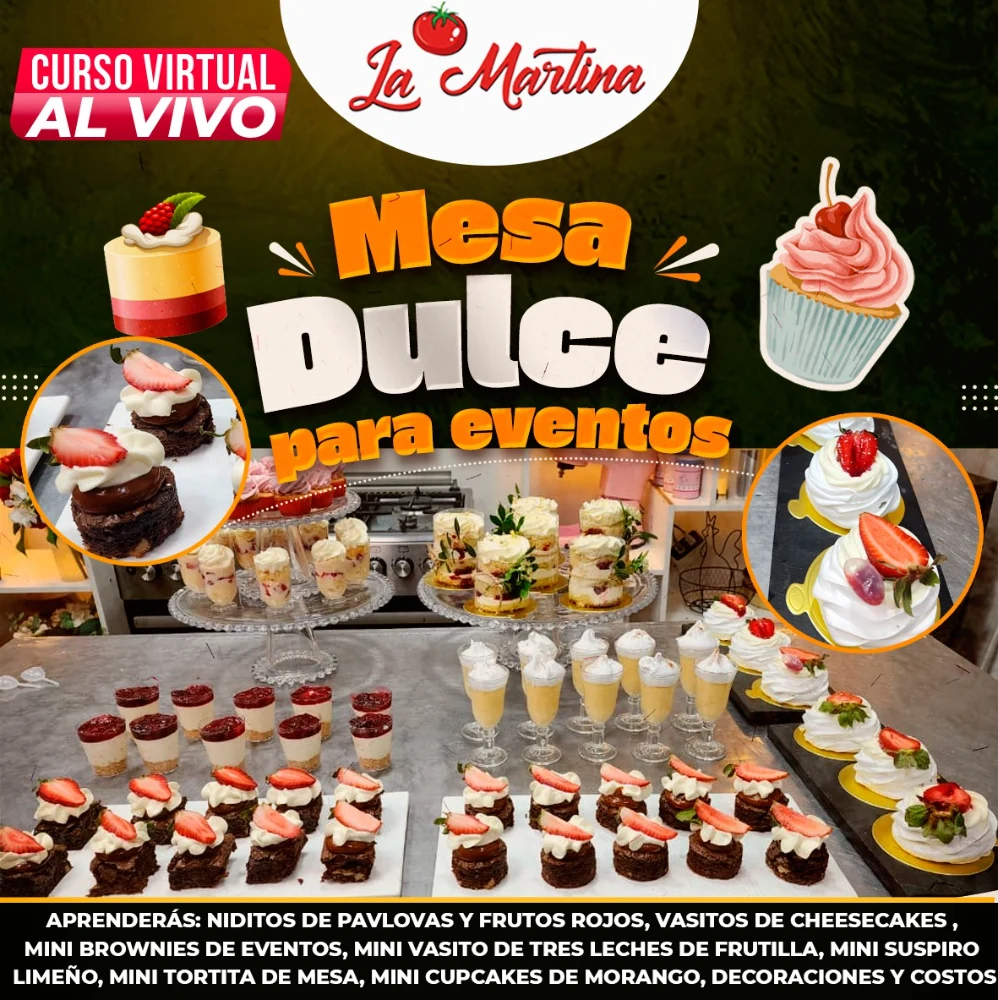 La Martina
CURSO VIRTUAL
AL VIVO
Mesa
Dulce
para eventos
APRENDERÁS: NIDITOS DE PAVLOVAS Y FRUTOS ROJOS, VASITOS DE CHEESECAKES ,
MINI BROWNIES DE EVENTOS, MINI VASITO DE TRES LECHES DE FRUTILLA, MINI SUSPIRO
LIMEÑO, MINI TORTITA DE MESA, MINI CUPCAKES DE MORANGO, DECORACIONES Y COSTOS